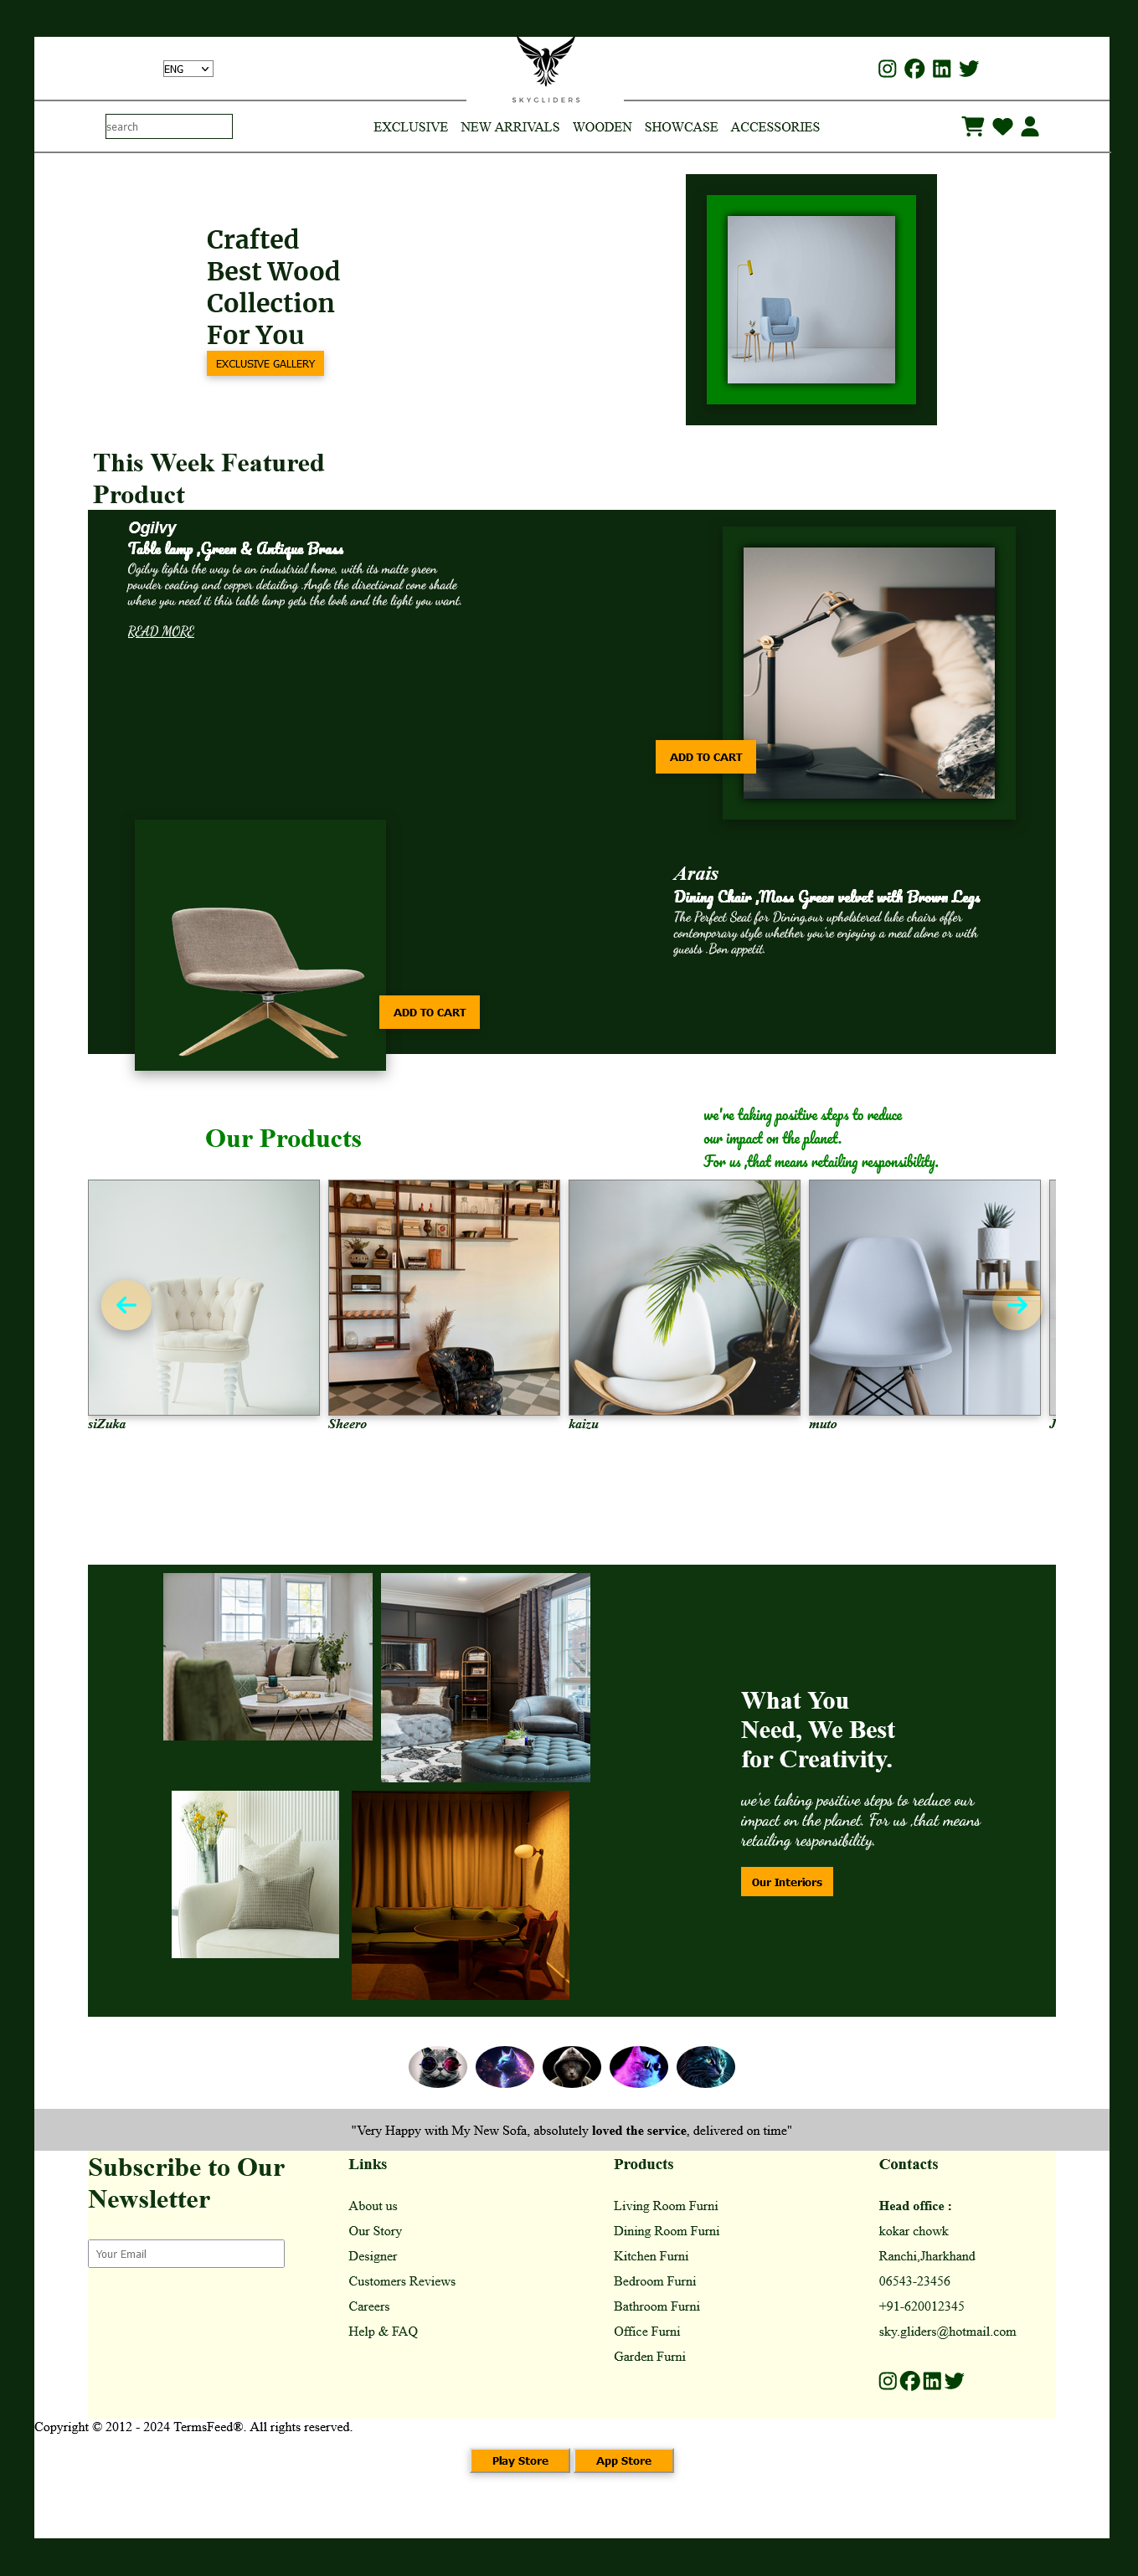 ENG
SKYGLIDERS
search
EXCLUSIVE NEW ARRIVALS WOODEN SHOWCASE ACCESSORIES
Crafted
Best Wood
Collection
For You
EXCLUSIVE GALLERY
This Week Featured
Product
Ogilvy
Table lamp ,Green & Antique Brass
Ogilvy lights the way to an industrial home, with its matte green
powder coating and copper detailing .Angle the directional cone shade
where you need it this table lamp gets the look and the light you want.
READ MORE
ADD TO CART
Arais
Dining Chair ,Moss Green velvet with Brown Legs
The Perfect Seat for Dining,our upholstered luke chairs offer
contemporary style whether you're enjoying a meal alone or with
guests .Bon appetit.
ADD TO CART
Our Products
we're taking positive steps to reduce
our impact on the planet.
For us ,that means retailing responsibility.
siZuka
Sheero
kaizu
muto
J
What You
Need, We Best
for Creativity.
we're taking positive steps to reduce our
impact on the planet. For us ,that means
retailing responsibility.
Our Interiors
"Very Happy with My New Sofa, absolutely loved the service, delivered on time"
Subscribe to Our
Newsletter
Your Email
Links
About us
Our Story
Designer
Customers Reviews
Careers
Help & FAQ
Products
Living Room Furni
Dining Room Furni
Kitchen Furni
Bedroom Furni
Bathroom Furni
Office Furni
Garden Furni
Contacts
Head office :
kokar chowk
Ranchi,Jharkhand
06543-23456
+91-620012345
sky.gliders@hotmail.com
Copyright © 2012 - 2024 TermsFeed®. All rights reserved.
Play Store
App Store